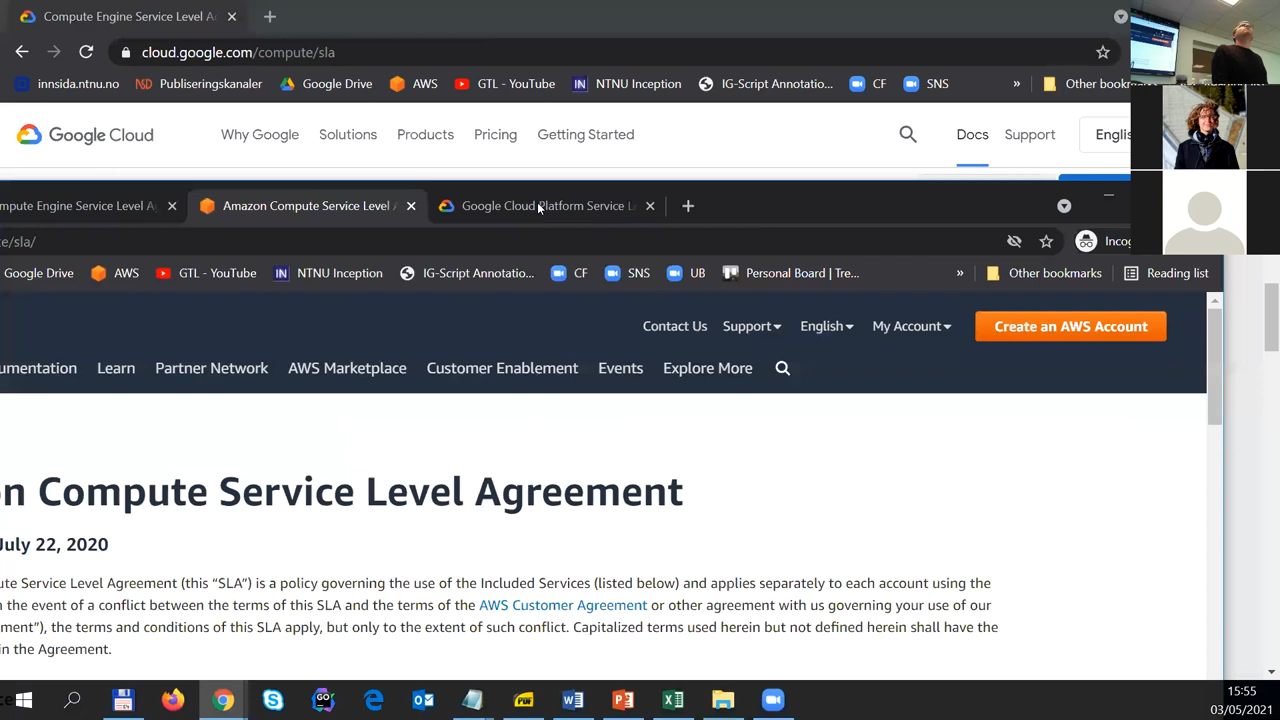 Compute Engine Service Level A
cloud.google.com/compute/sla
innsida.ntnu.no Publiseringskanaler Google Drive AWS GTL - YouTube NTNU Inception IG-Script Annotatio... CF SNS » Other bookmarks
Google Cloud Why Google Solutions Products Pricing Getting Started Docs Support Englis
mpute Engine Service Level A Amazon Compute Service Level A Google Cloud Platform Service Le
e/sla/ Incog
Google Drive AWS GTL - YouTube NTNU Inception IG-Script Annotatio... CF SNS UB Personal Board | Tre... » Other bookmarks Reading list
Contact Us Support English My Account Create an AWS Account
umentation Learn Partner Network AWS Marketplace Customer Enablement Events Explore More
n Compute Service Level Agreement
July 22, 2020
ute Service Level Agreement (this “SLA”) is a policy governing the use of the Included Services (listed below) and applies separately to each account using the
n the event of a conflict between the terms of this SLA and the terms of the AWS Customer Agreement or other agreement with us governing your use of our
ment”), the terms and conditions of this SLA apply, but only to the extent of such conflict. Capitalized terms used herein but not defined herein shall have the
in the Agreement.
15:55
03/05/2021